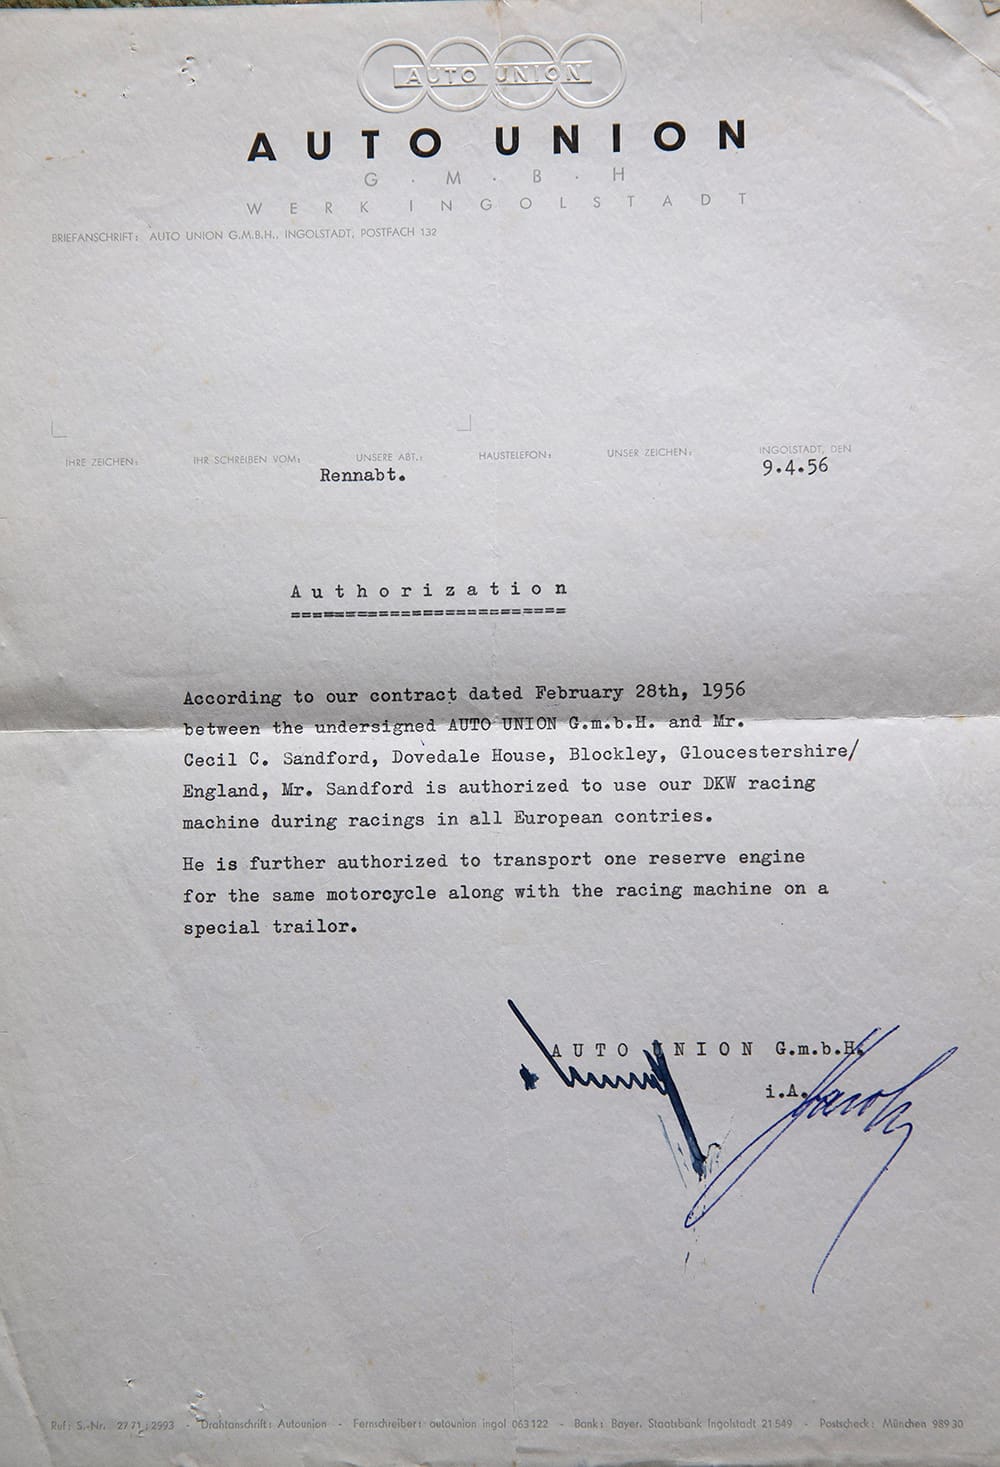 AUTO UNION
AUTO UNION
G · M · B · H
WERK INGOLSTADT
BRIEFANSCHRIFT: AUTO UNION G.M.B.H., INGOLSTADT, POSTFACH 132
IHRE ZEICHEN: IHR SCHREIBEN VOM: UNSERE ABT.: HAUSTELEFON: UNSER ZEICHEN: INGOLSTADT, DEN
Rennabt. 9.4.56
Authorization
=========================
According to our contract dated February 28th, 1956
between the undersigned AUTO UNION G.m.b.H. and Mr.
Cecil C. Sandford, Dovedale House, Blockley, Gloucestershire/
England, Mr. Sandford is authorized to use our DKW racing
machine during racings in all European contries.
He is further authorized to transport one reserve engine
for the same motorcycle along with the racing machine on a
special trailor.
AUTO UNION G.m.b.H.
i.A.
Ruf: S.-Nr. 2771; 2993 - Drahtanschrift: Autounion - Fernschreiber: autounion ingol 063122 - Bank: Bayer. Staatsbank Ingolstadt 21549 - Postscheck: München 98930